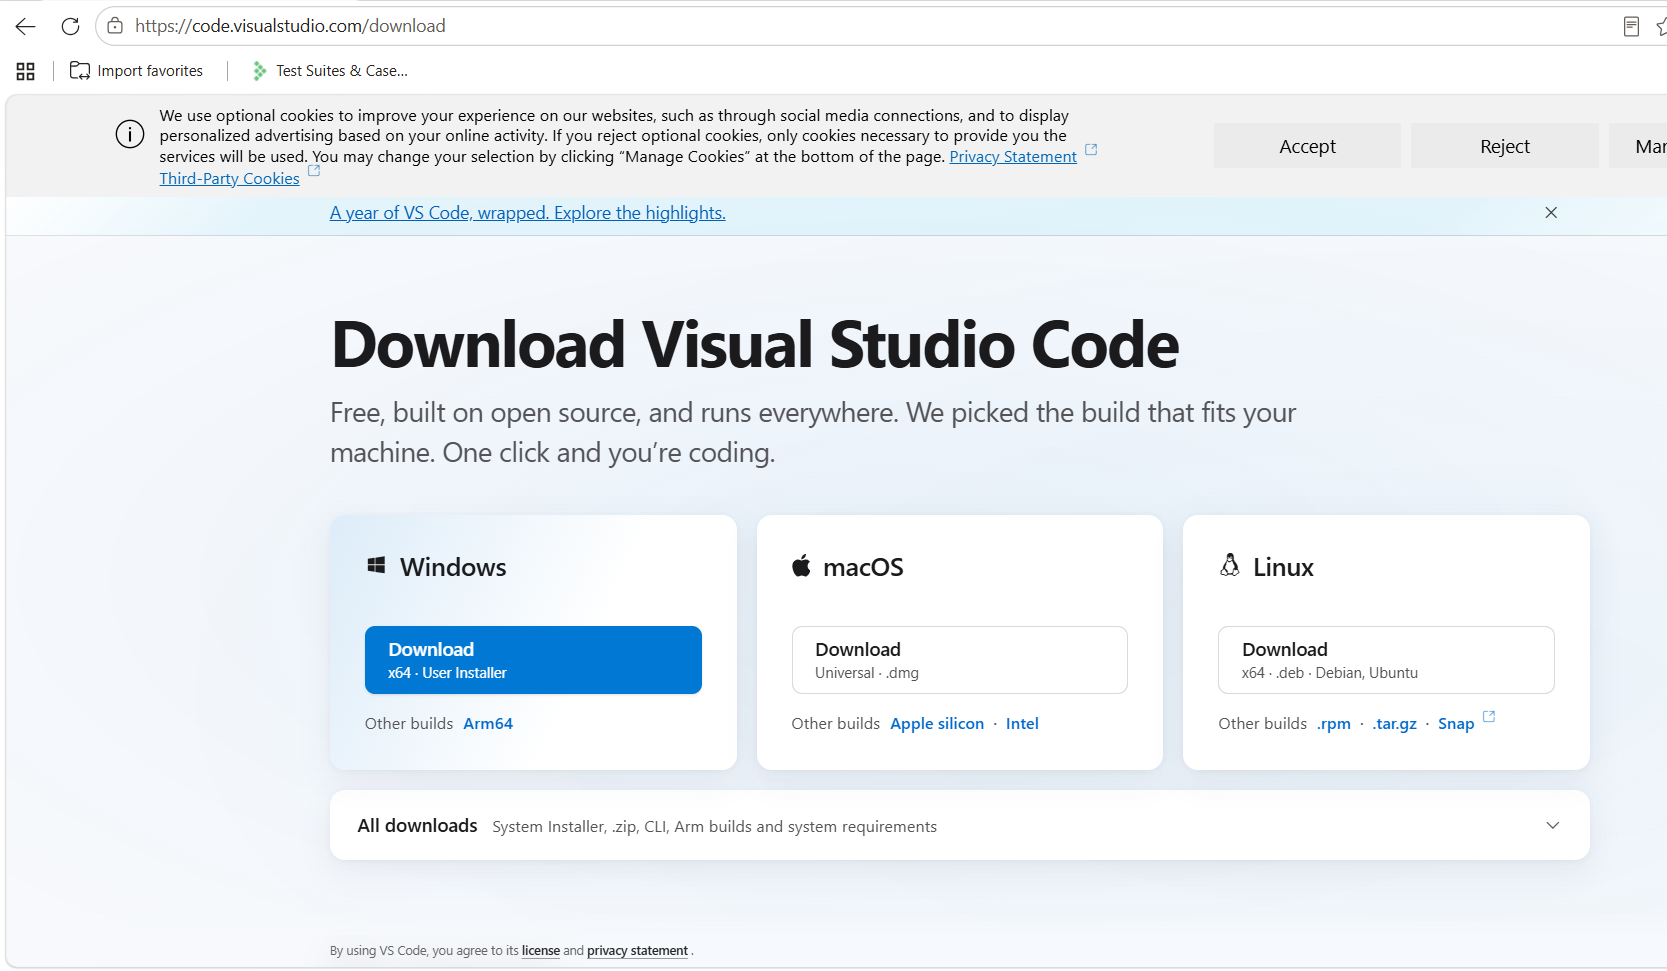 https://code.visualstudio.com/download
Import favorites
Test Suites & Case...
We use optional cookies to improve your experience on our websites, such as through social media connections, and to display
personalized advertising based on your online activity. If you reject optional cookies, only cookies necessary to provide you the
services will be used. You may change your selection by clicking “Manage Cookies” at the bottom of the page. Privacy Statement
Third-Party Cookies
Accept
Reject
A year of VS Code, wrapped. Explore the highlights.
Download Visual Studio Code
Free, built on open source, and runs everywhere. We picked the build that fits your
machine. One click and you’re coding.
Windows
Download
x64 · User Installer
Other builds Arm64
macOS
Download
Universal · .dmg
Other builds Apple silicon · Intel
Linux
Download
x64 · .deb · Debian, Ubuntu
Other builds .rpm · .tar.gz · Snap
All downloads System Installer, .zip, CLI, Arm builds and system requirements
By using VS Code, you agree to its license and privacy statement .